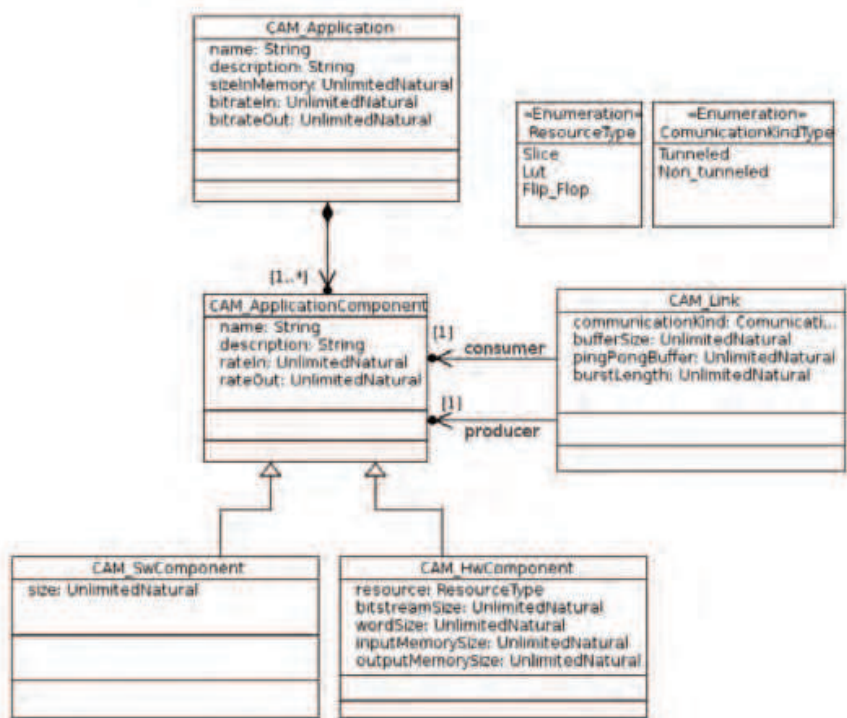 CAM_Application
name: String
description: String
sizeInMemory: UnlimitedNatural
bitrateIn: UnlimitedNatural
bitrateOut: UnlimitedNatural
«Enumeration»
ResourceType
Slice
Lut
Flip_Flop
«Enumeration»
ComunicationKindType
Tunneled
Non_tunneled
[1..*]
CAM_ApplicationComponent
name: String
description: String
rateIn: UnlimitedNatural
rateOut: UnlimitedNatural
[1]
consumer
[1]
producer
CAM_Link
communicationKind: Comunicati...
bufferSize: UnlimitedNatural
pingPongBuffer: UnlimitedNatural
burstLength: UnlimitedNatural
CAM_SwComponent
size: UnlimitedNatural
CAM_HwComponent
resource: ResourceType
bitstreamSize: UnlimitedNatural
wordSize: UnlimitedNatural
inputMemorySize: UnlimitedNatural
outputMemorySize: UnlimitedNatural